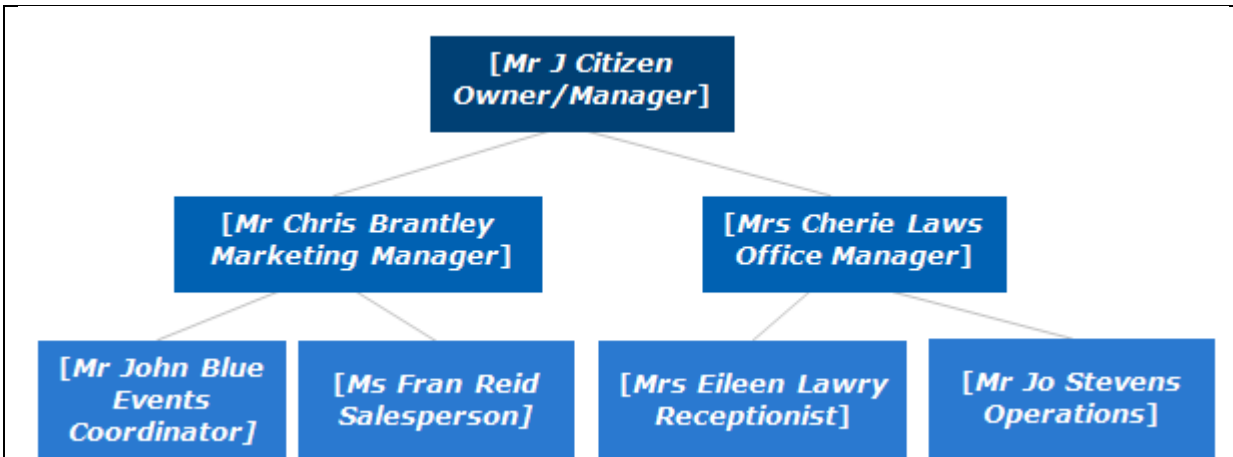 [Mr J Citizen
Owner/Manager]
[Mr Chris Brantley
Marketing Manager]
[Mrs Cherie Laws
Office Manager]
[Mr John Blue
Events
Coordinator]
[Ms Fran Reid
Salesperson]
[Mrs Eileen Lawry
Receptionist]
[Mr Jo Stevens
Operations]